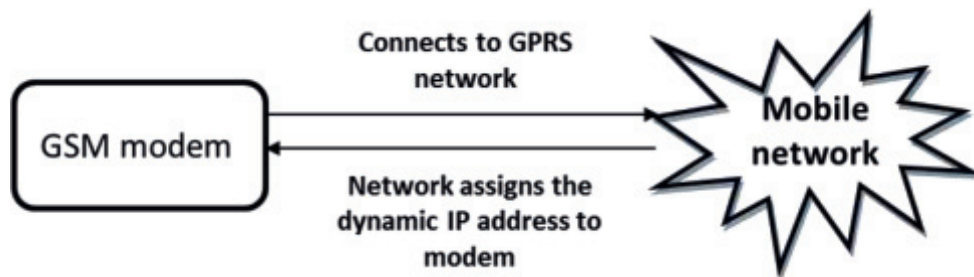 Connects to GPRS
network
GSM modem
Mobile
network
Network assigns the
dynamic IP address to
modem